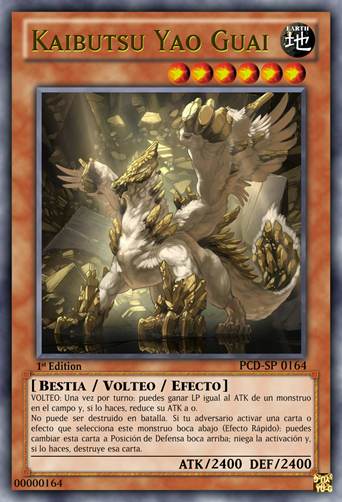 KAIBUTSU YAO GUAI
EARTH
地
1st Edition
PCD-SP 0164
[ BESTIA / VOLTEO / EFECTO ]
VOLTEO: Una vez por turno: puedes ganar LP igual al ATK de un monstruo
en el campo y, si lo haces, reduce su ATK a 0.
No puede ser destruido en batalla. Si tu adversario activar una carta o
efecto que selecciona este monstruo boca abajo (Efecto Rápido): puedes
cambiar esta carta a Posición de Defensa boca arriba; niega la activación y,
si lo haces, destruye esa carta.
ATK/2400 DEF/2400
00000164